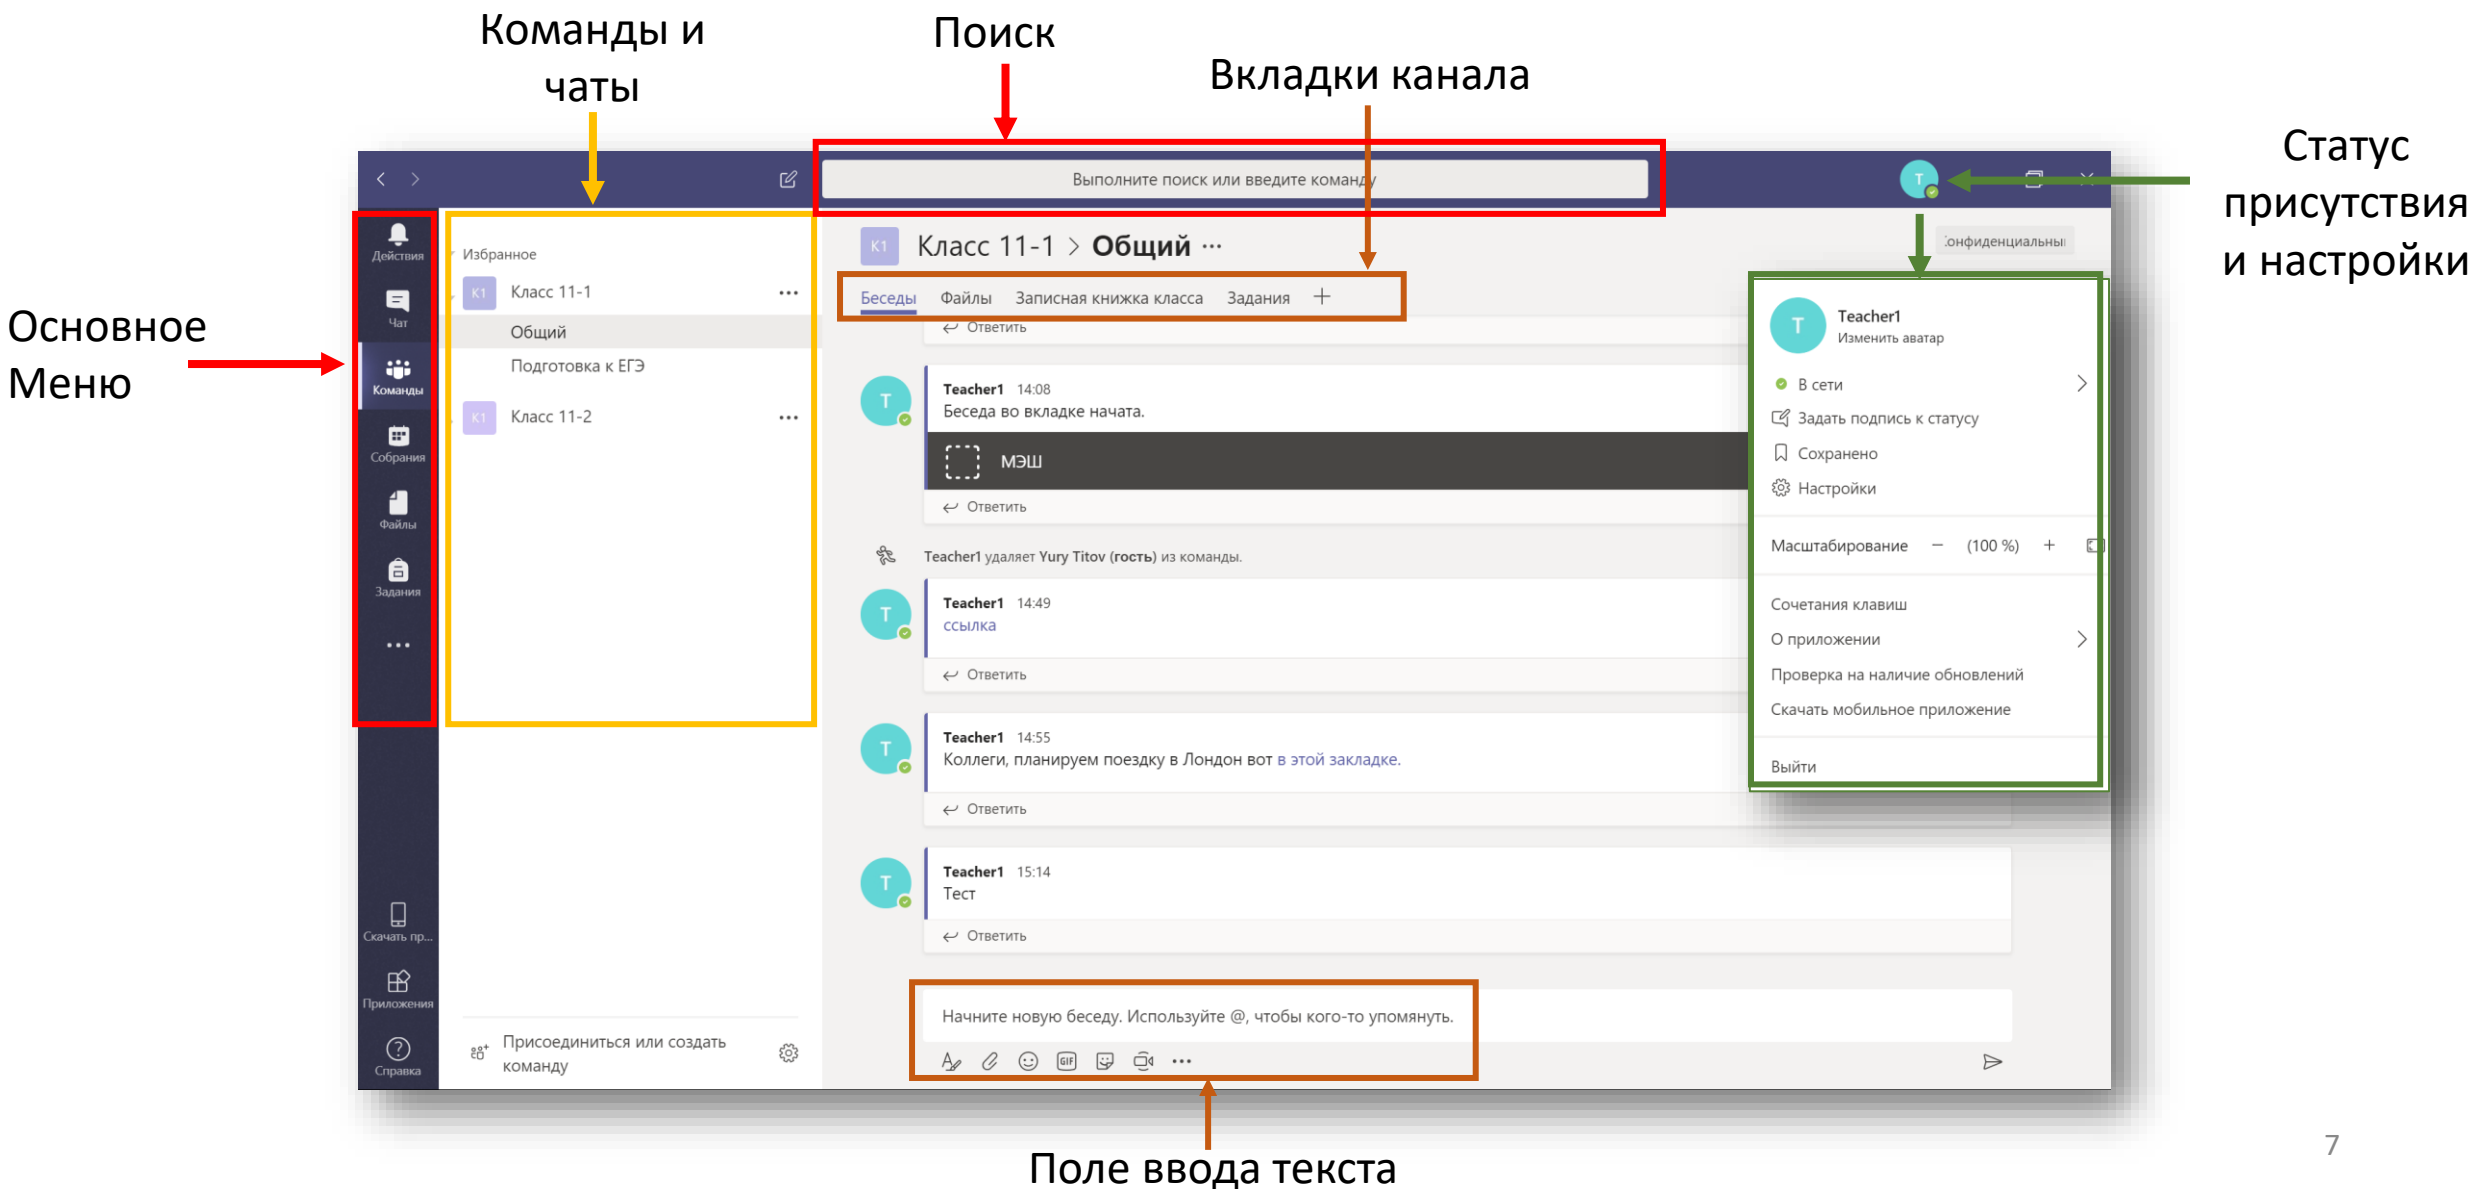 Команды и
чаты
Поиск
Вкладки канала
Статус
присутствия
и настройки
Основное
Меню
Выполните поиск или введите команду
T
Действия
Чат
Команды
Собрания
Файлы
Задания
Скачать пр...
Приложения
Справка
Избранное
К1 Класс 11-1 ...
Общий
Подготовка к ЕГЭ
К1 Класс 11-2 ...
Присоединиться или создать
команду
К1 Класс 11-1 > Общий ...
Беседы Файлы Записная книжка класса Задания +
Ответить
T
Teacher1 14:08
Беседа во вкладке начата.
МЭШ
Ответить
Teacher1 удаляет Yury Titov (гость) из команды.
T
Teacher1 14:49
ссылка
Ответить
T
Teacher1 14:55
Коллеги, планируем поездку в Лондон вот в этой закладке.
Ответить
T
Teacher1 15:14
Тест
Ответить
Начните новую беседу. Используйте @, чтобы кого-то упомянуть.
GIF ...
T
Teacher1
Изменить аватар
В сети
Задать подпись к статусу
Сохранено
Настройки
Масштабирование − (100 %) +
Сочетания клавиш
О приложении
Проверка на наличие обновлений
Скачать мобильное приложение
Выйти
Поле ввода текста
7